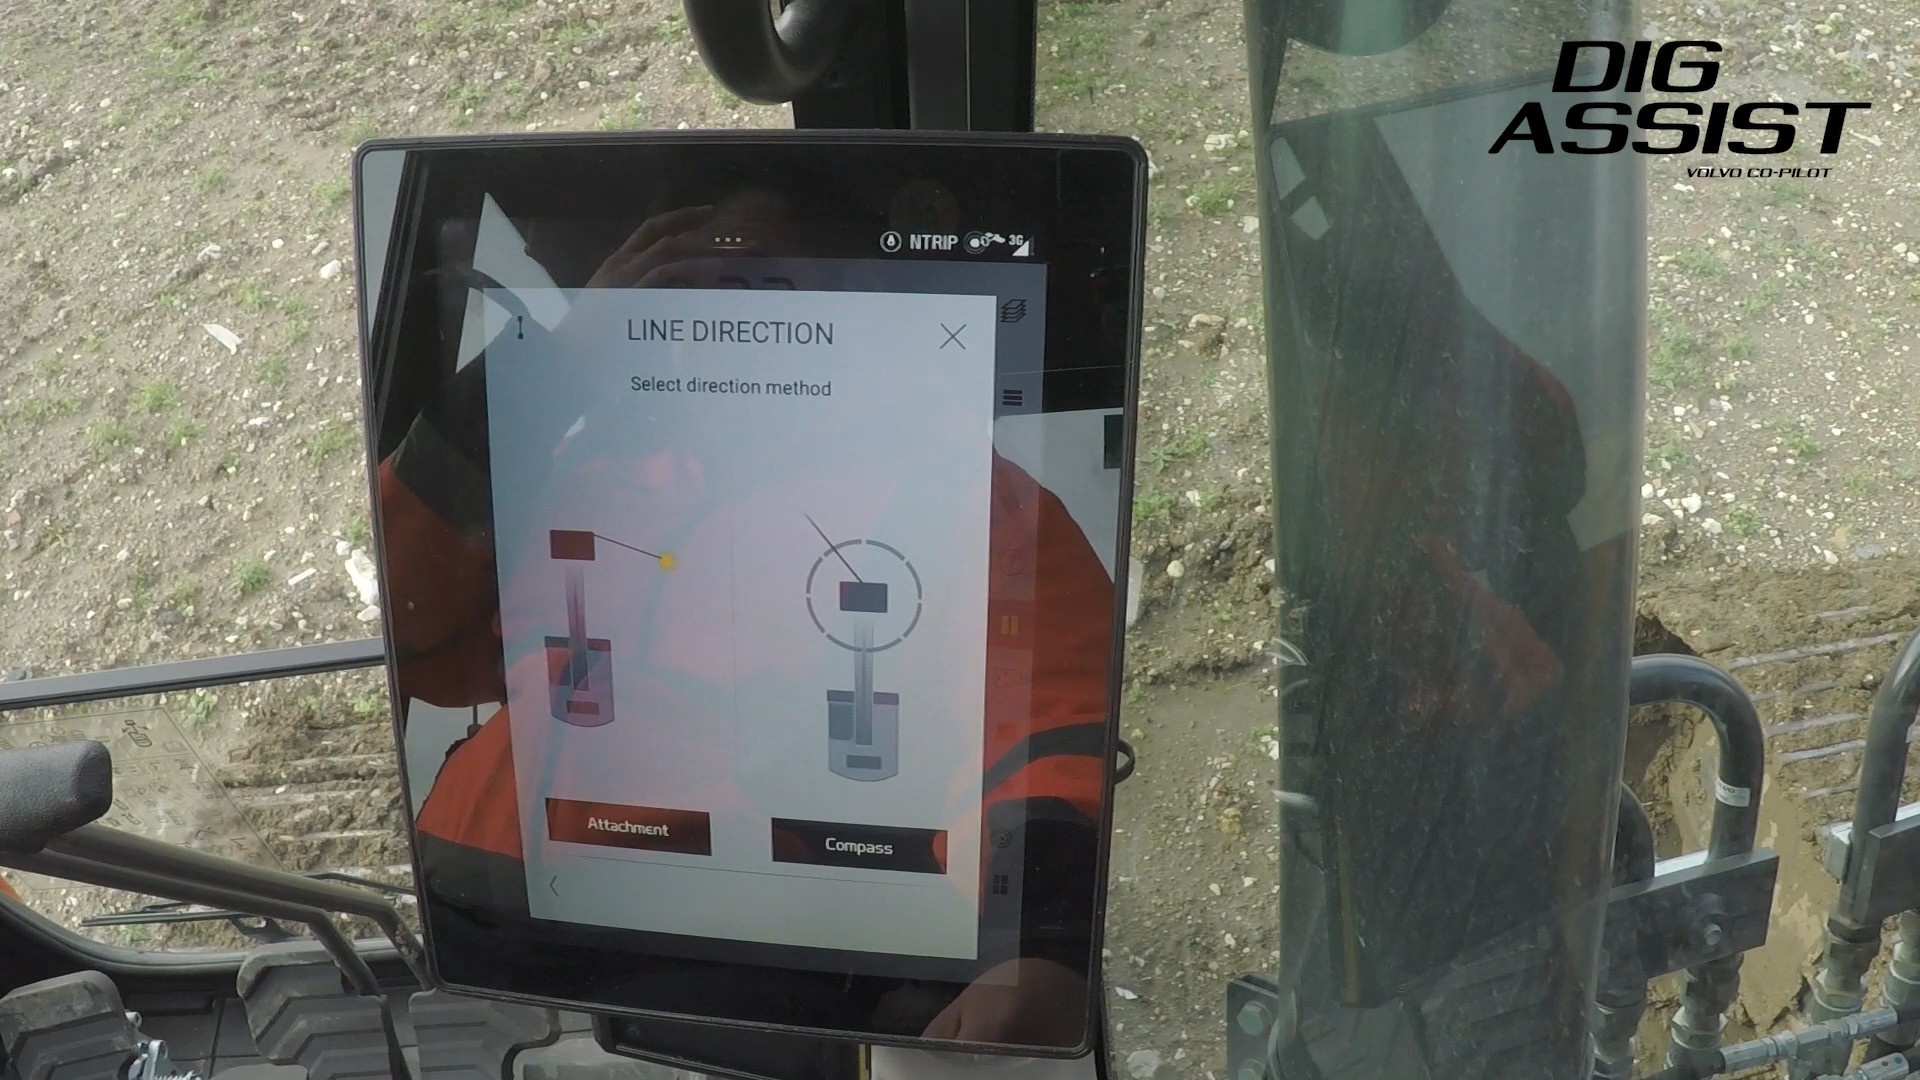 DIG
ASSIST
VOLVO CO-PILOT
NTRIP 3G
LINE DIRECTION
Select direction method
Attachment
Compass